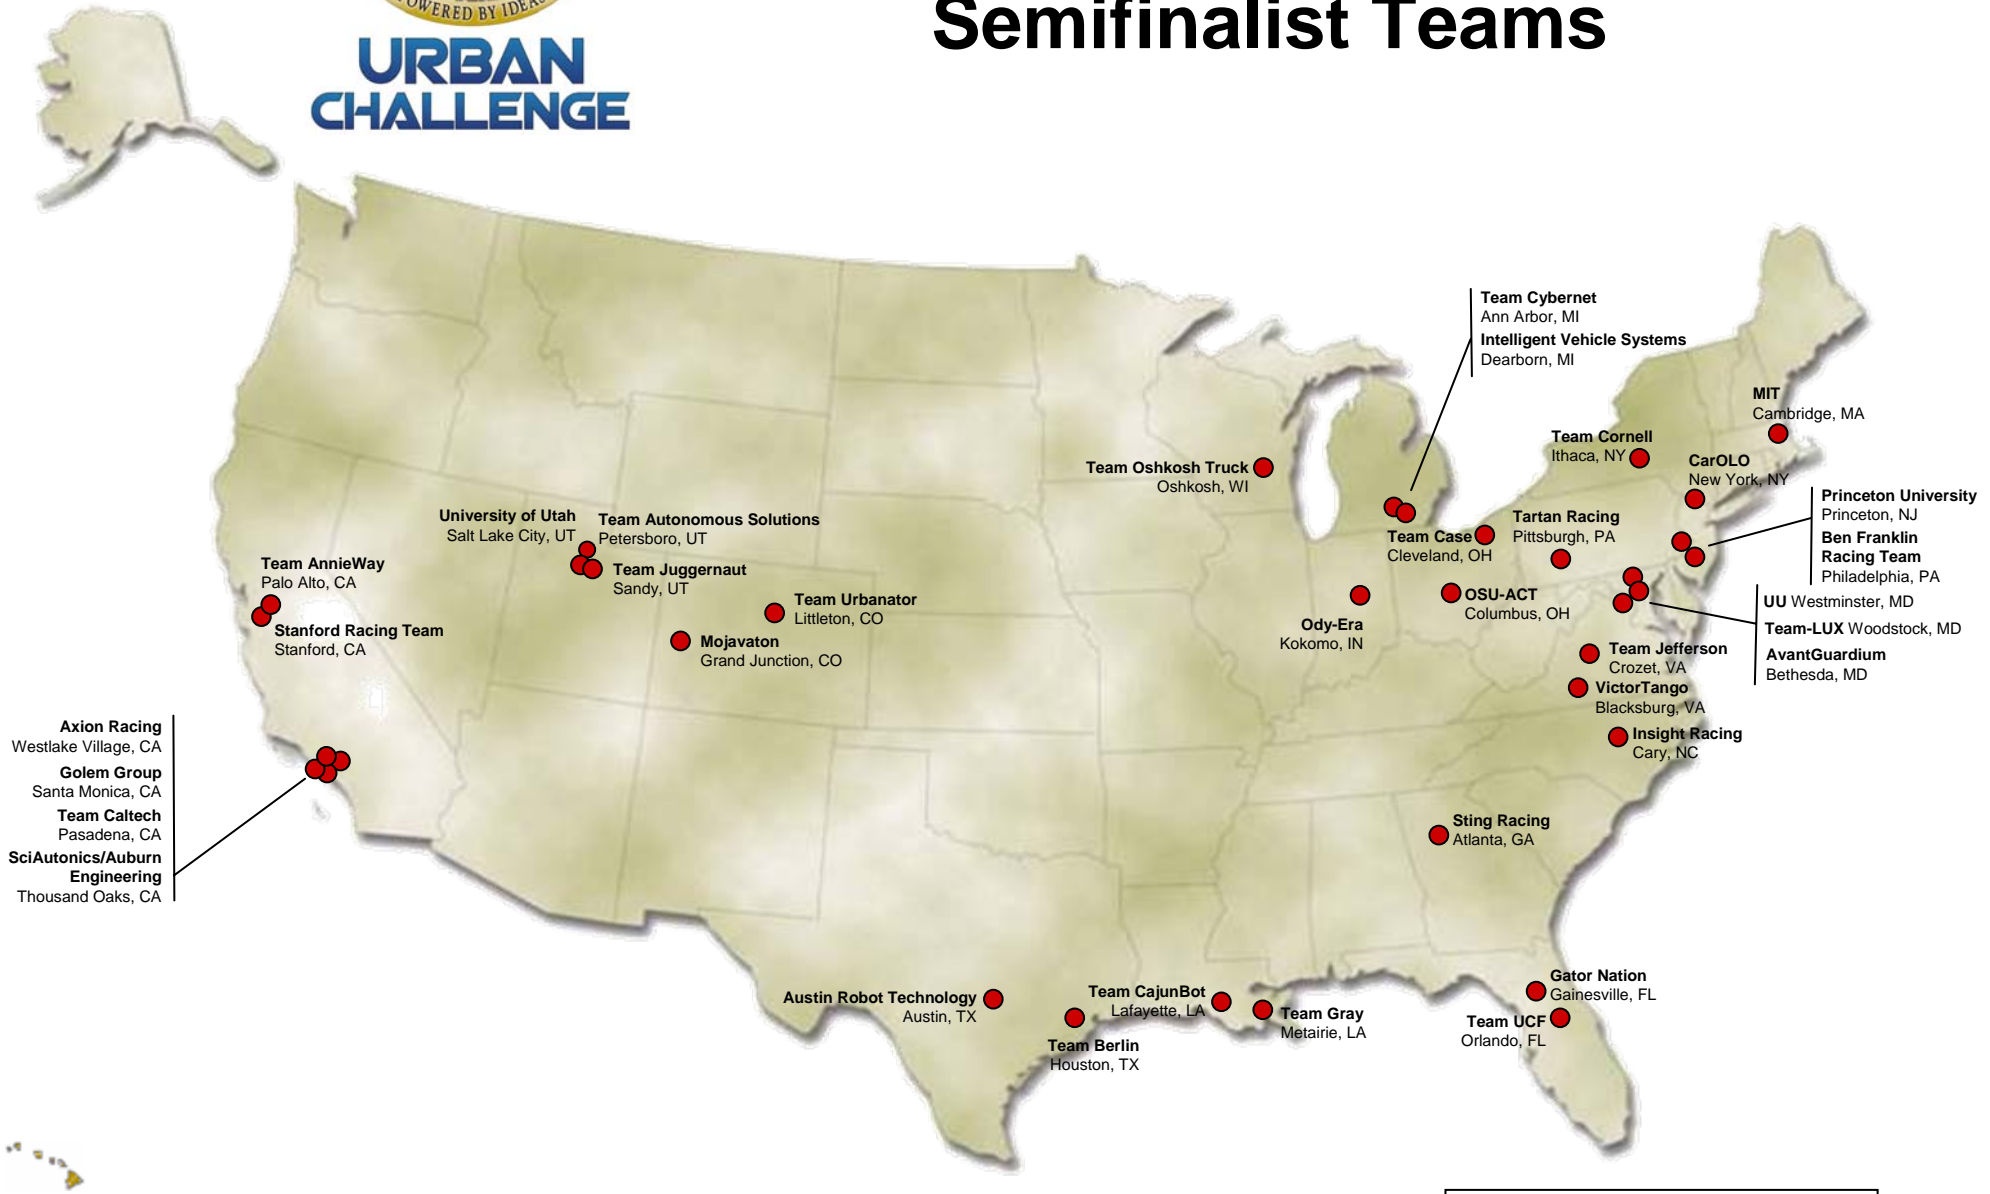 POWERED BY IDEAS
URBAN
CHALLENGE
Semifinalist Teams
Team Cybernet
Ann Arbor, MI
Intelligent Vehicle Systems
Dearborn, MI
MIT
Cambridge, MA
Team Cornell
Ithaca, NY
CarOLO
New York, NY
Team Oshkosh Truck
Oshkosh, WI
Princeton University
Princeton, NJ
Ben Franklin
Racing Team
Philadelphia, PA
University of Utah
Salt Lake City, UT
Team Autonomous Solutions
Petersboro, UT
Tartan Racing
Pittsburgh, PA
Team Case
Cleveland, OH
Team AnnieWay
Palo Alto, CA
Team Juggernaut
Sandy, UT
Team Urbanator
Littleton, CO
OSU-ACT
Columbus, OH
UU Westminster, MD
Team-LUX Woodstock, MD
AvantGuardium
Bethesda, MD
Stanford Racing Team
Stanford, CA
Mojavaton
Grand Junction, CO
Ody-Era
Kokomo, IN
Team Jefferson
Crozet, VA
VictorTango
Blacksburg, VA
Insight Racing
Cary, NC
Axion Racing
Westlake Village, CA
Golem Group
Santa Monica, CA
Team Caltech
Pasadena, CA
SciAutonics/Auburn
Engineering
Thousand Oaks, CA
Sting Racing
Atlanta, GA
Austin Robot Technology
Austin, TX
Team CajunBot
Lafayette, LA
Team Gray
Metairie, LA
Gator Nation
Gainesville, FL
Team UCF
Orlando, FL
Team Berlin
Houston, TX